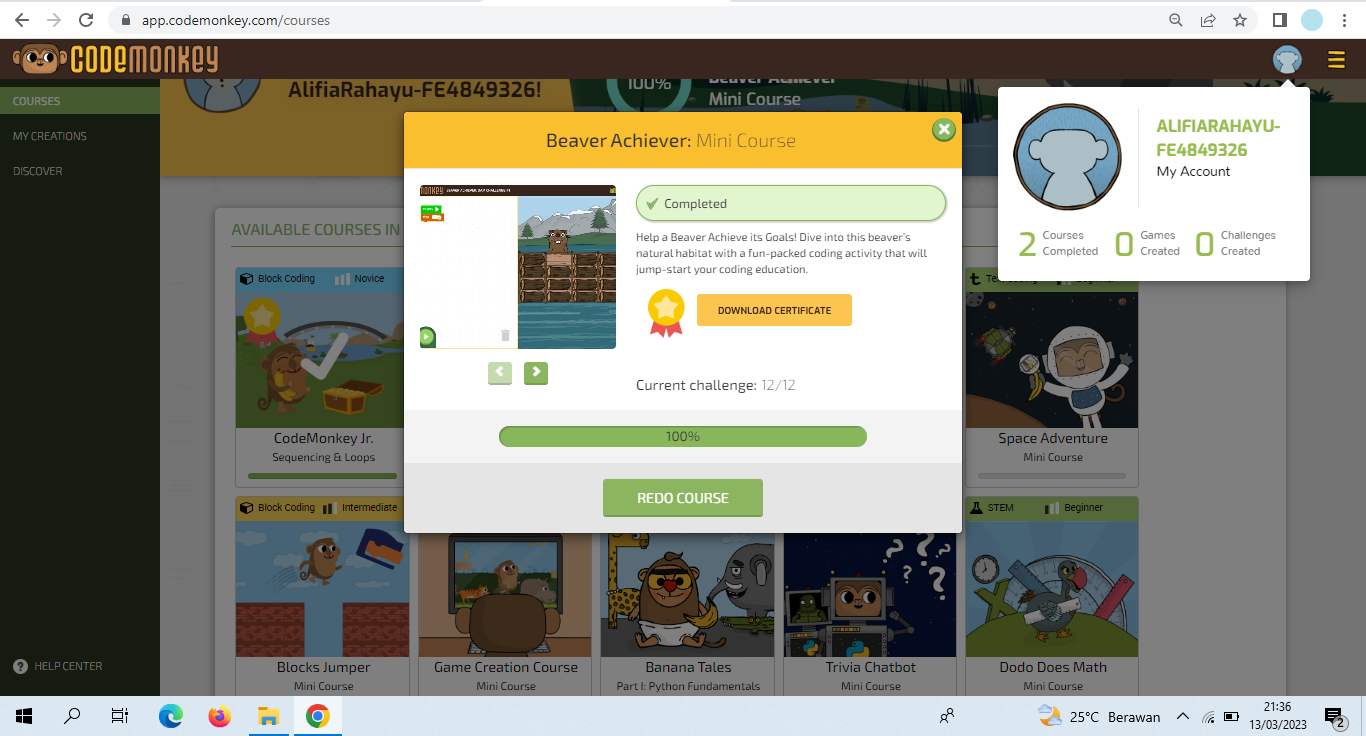 app.codemonkey.com/courses
CODEMONKEY
COURSES
MY CREATIONS
DISCOVER
HELP CENTER
AlifiaRahayu-FE4849326!
100%
Beaver Achiever
Mini Course
ALIFIARAHAYU-
FE4849326
My Account
2 Courses
Completed
0 Games
Created
0 Challenges
Created
AVAILABLE COURSES IN
Beaver Achiever: Mini Course
Completed
Help a Beaver Achieve its Goals! Dive into this beaver's
natural habitat with a fun-packed coding activity that will
jump-start your coding education.
DOWNLOAD CERTIFICATE
Current challenge: 12/12
100%
REDO COURSE
Block Coding Novice
CodeMonkey Jr.
Sequencing & Loops
Beginner
Space Adventure
Mini Course
Block Coding Intermediate
Blocks Jumper
Mini Course
Game Creation Course
Mini Course
Banana Tales
Part I: Python Fundamentals
Trivia Chatbot
Mini Course
STEM Beginner
Dodo Does Math
Mini Course
25°C Berawan
21:36
13/03/2023
2